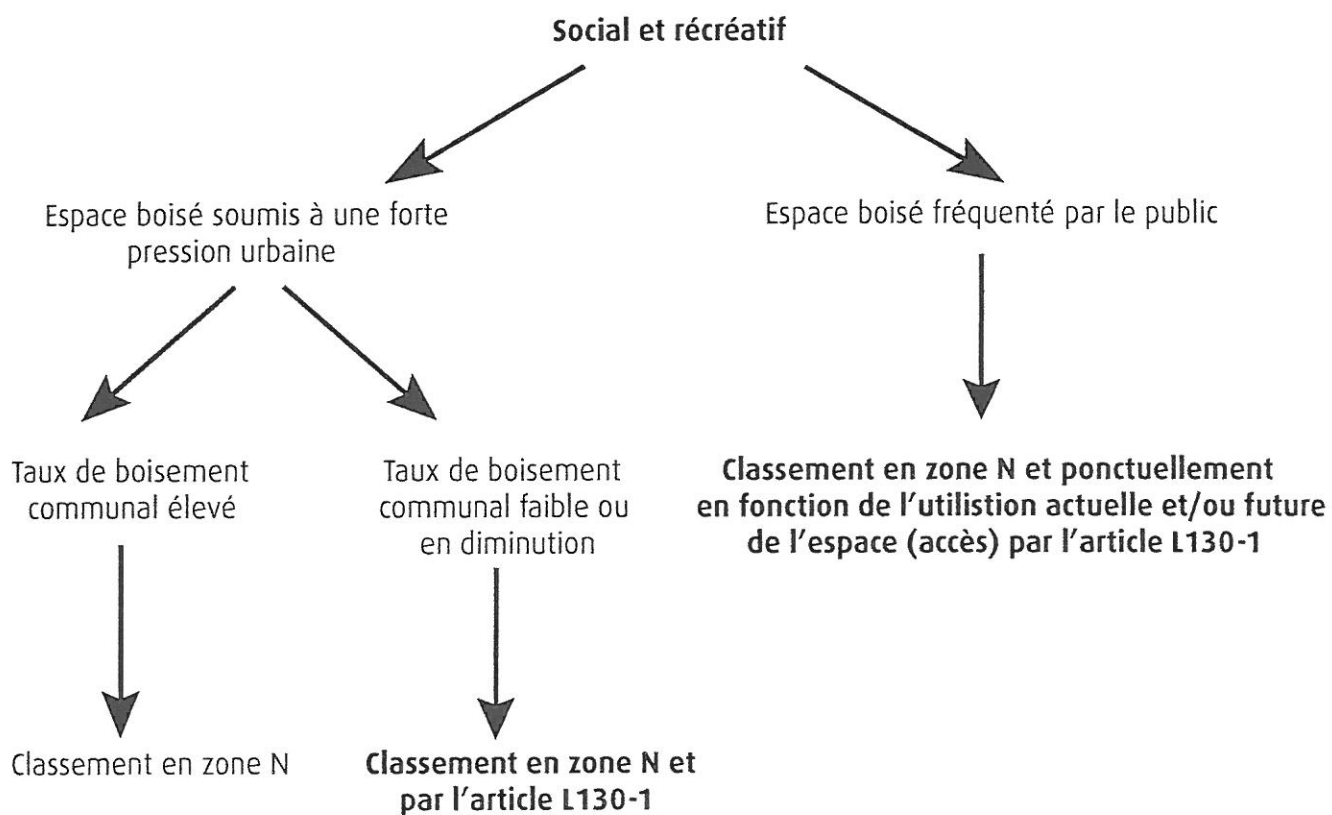 Social et récréatif
Espace boisé soumis à une forte
pression urbaine
Espace boisé fréquenté par le public
Taux de boisement
communal élevé
Taux de boisement
communal faible ou
en diminution
Classement en zone N et ponctuellement
en fonction de l'utilistion actuelle et/ou future
de l'espace (accès) par l'article L130-1
Classement en zone N
Classement en zone N et
par l'article L130-1